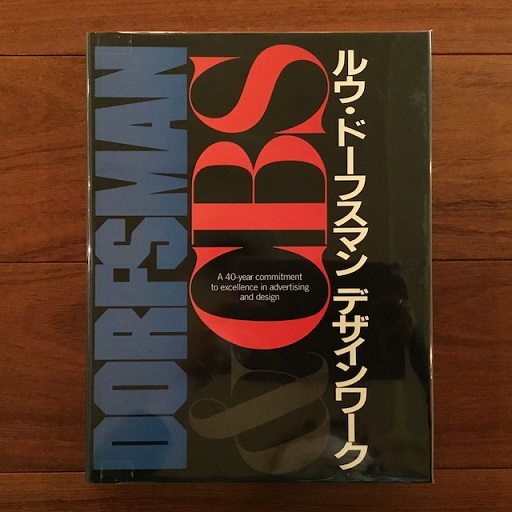 DORFSMAN
&
CBS
A 40-year commitment
to excellence in advertising
and design
ルウ・ドーフスマン デザインワーク